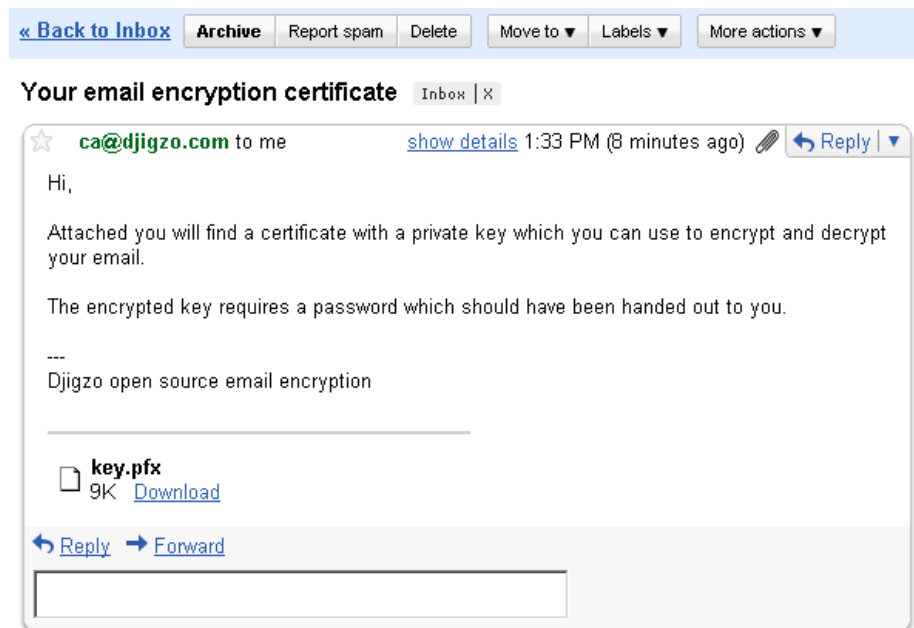 « Back to Inbox Archive Report spam Delete Move to ▼ Labels ▼ More actions ▼
Your email encryption certificate Inbox | X
ca@djigzo.com to me show details 1:33 PM (8 minutes ago) Reply | ▼
Hi,
Attached you will find a certificate with a private key which you can use to encrypt and decrypt
your email.
The encrypted key requires a password which should have been handed out to you.
---
Djigzo open source email encryption
key.pfx
9K Download
Reply Forward